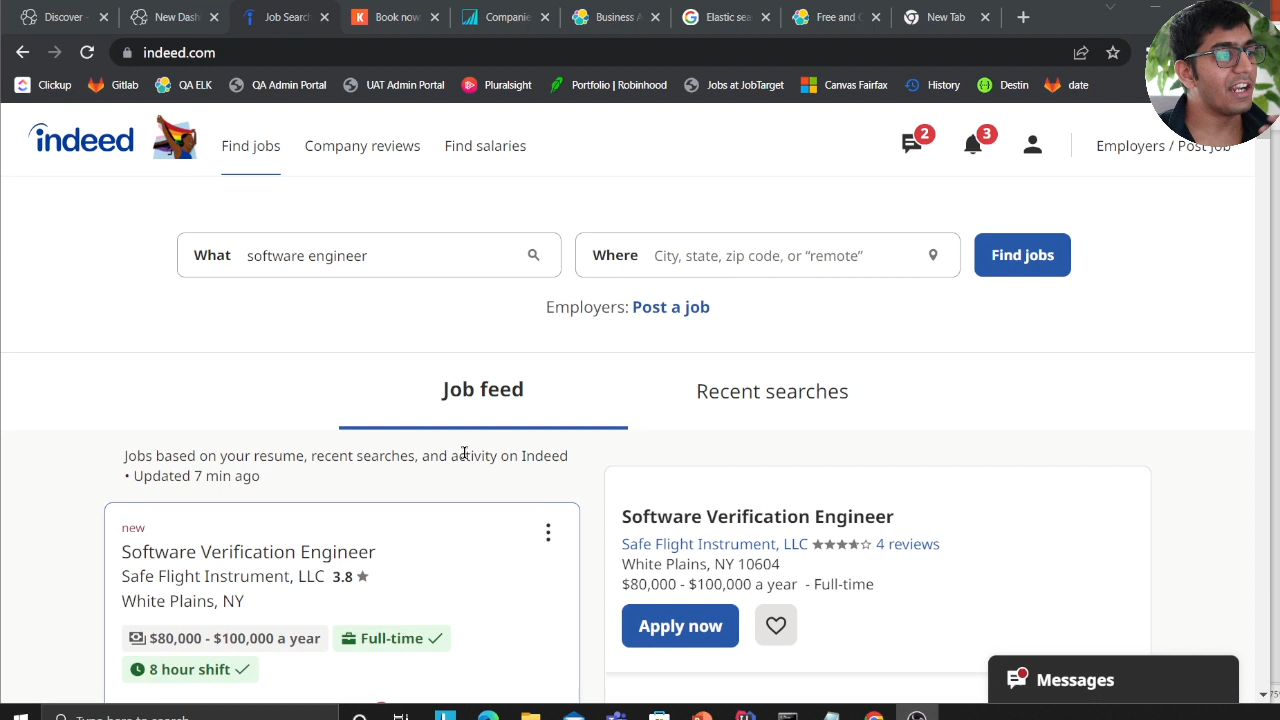 Discover -
New Das
Job Searc
Book now
Companie
Business A
Elastic sea
Free and O
New Tab
indeed.com
Clickup
Gitlab
QA ELK
QA Admin Portal
UAT Admin Portal
Pluralsight
Portfolio | Robinhood
Jobs at JobTarget
Canvas Fairfax
History
Destin
date
indeed
Find jobs
Company reviews
Find salaries
2
3
Employers / Post Job
What software engineer
Where City, state, zip code, or “remote”
Find jobs
Employers: Post a job
Job feed
Recent searches
Jobs based on your resume, recent searches, and activity on Indeed
• Updated 7 min ago
new
Software Verification Engineer
Safe Flight Instrument, LLC 3.8
White Plains, NY
$80,000 - $100,000 a year
Full-time
8 hour shift
Software Verification Engineer
Safe Flight Instrument, LLC 4 reviews
White Plains, NY 10604
$80,000 - $100,000 a year - Full-time
Apply now
Messages
Type here to search